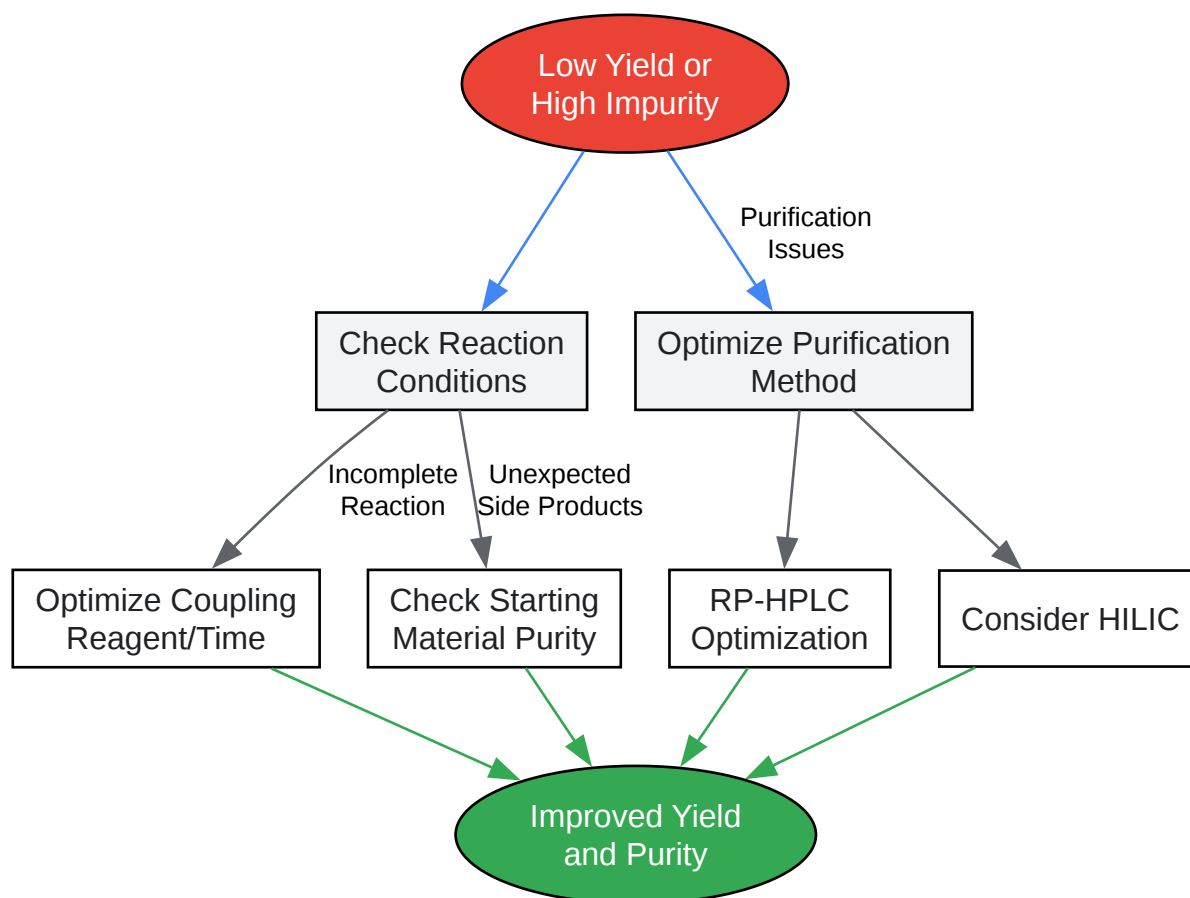 Low Yield or
High Impurity
Purification
Issues
Check Reaction
Conditions
Optimize Purification
Method
Incomplete
Reaction
Unexpected
Side Products
Optimize Coupling
Reagent/Time
Check Starting
Material Purity
RP-HPLC
Optimization
Consider HILIC
Improved Yield
and Purity